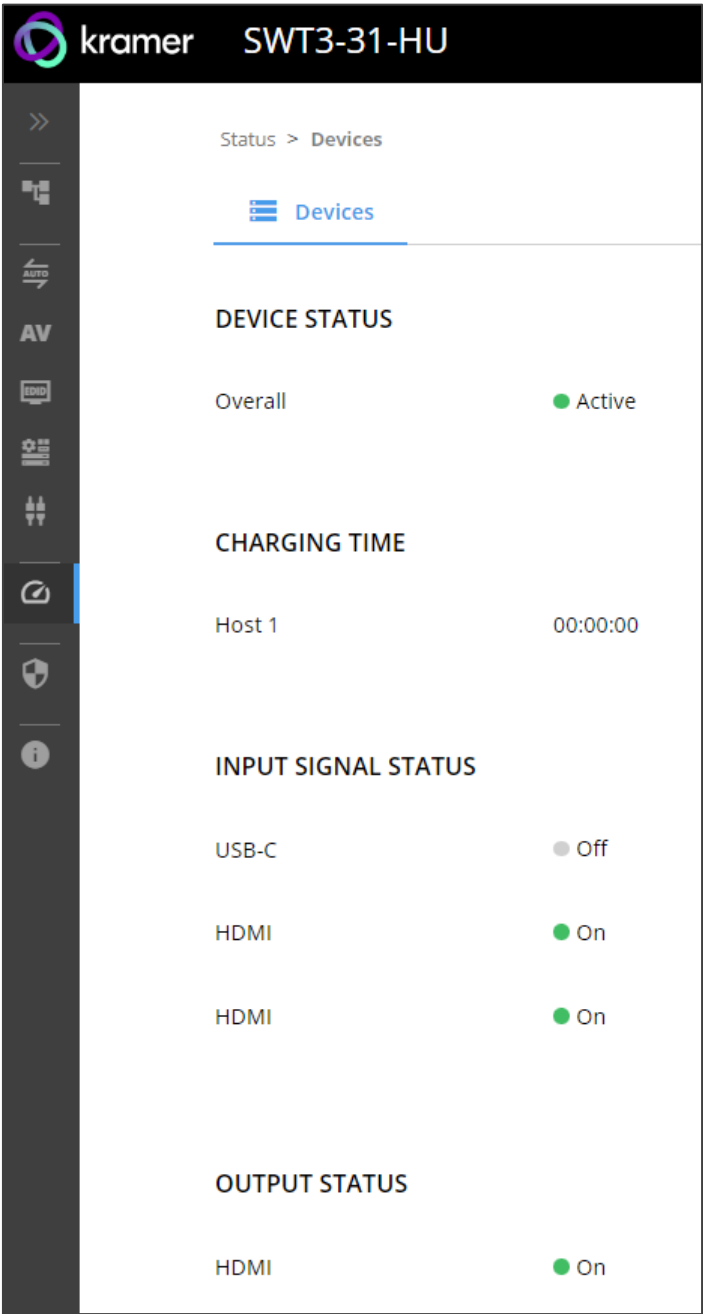 kramer SWT3-31-HU
Status > Devices
Devices
DEVICE STATUS
AUTO
AV
EDID
Overall Active
CHARGING TIME
Host 1 00:00:00
INPUT SIGNAL STATUS
USB-C Off
HDMI On
HDMI On
OUTPUT STATUS
HDMI On